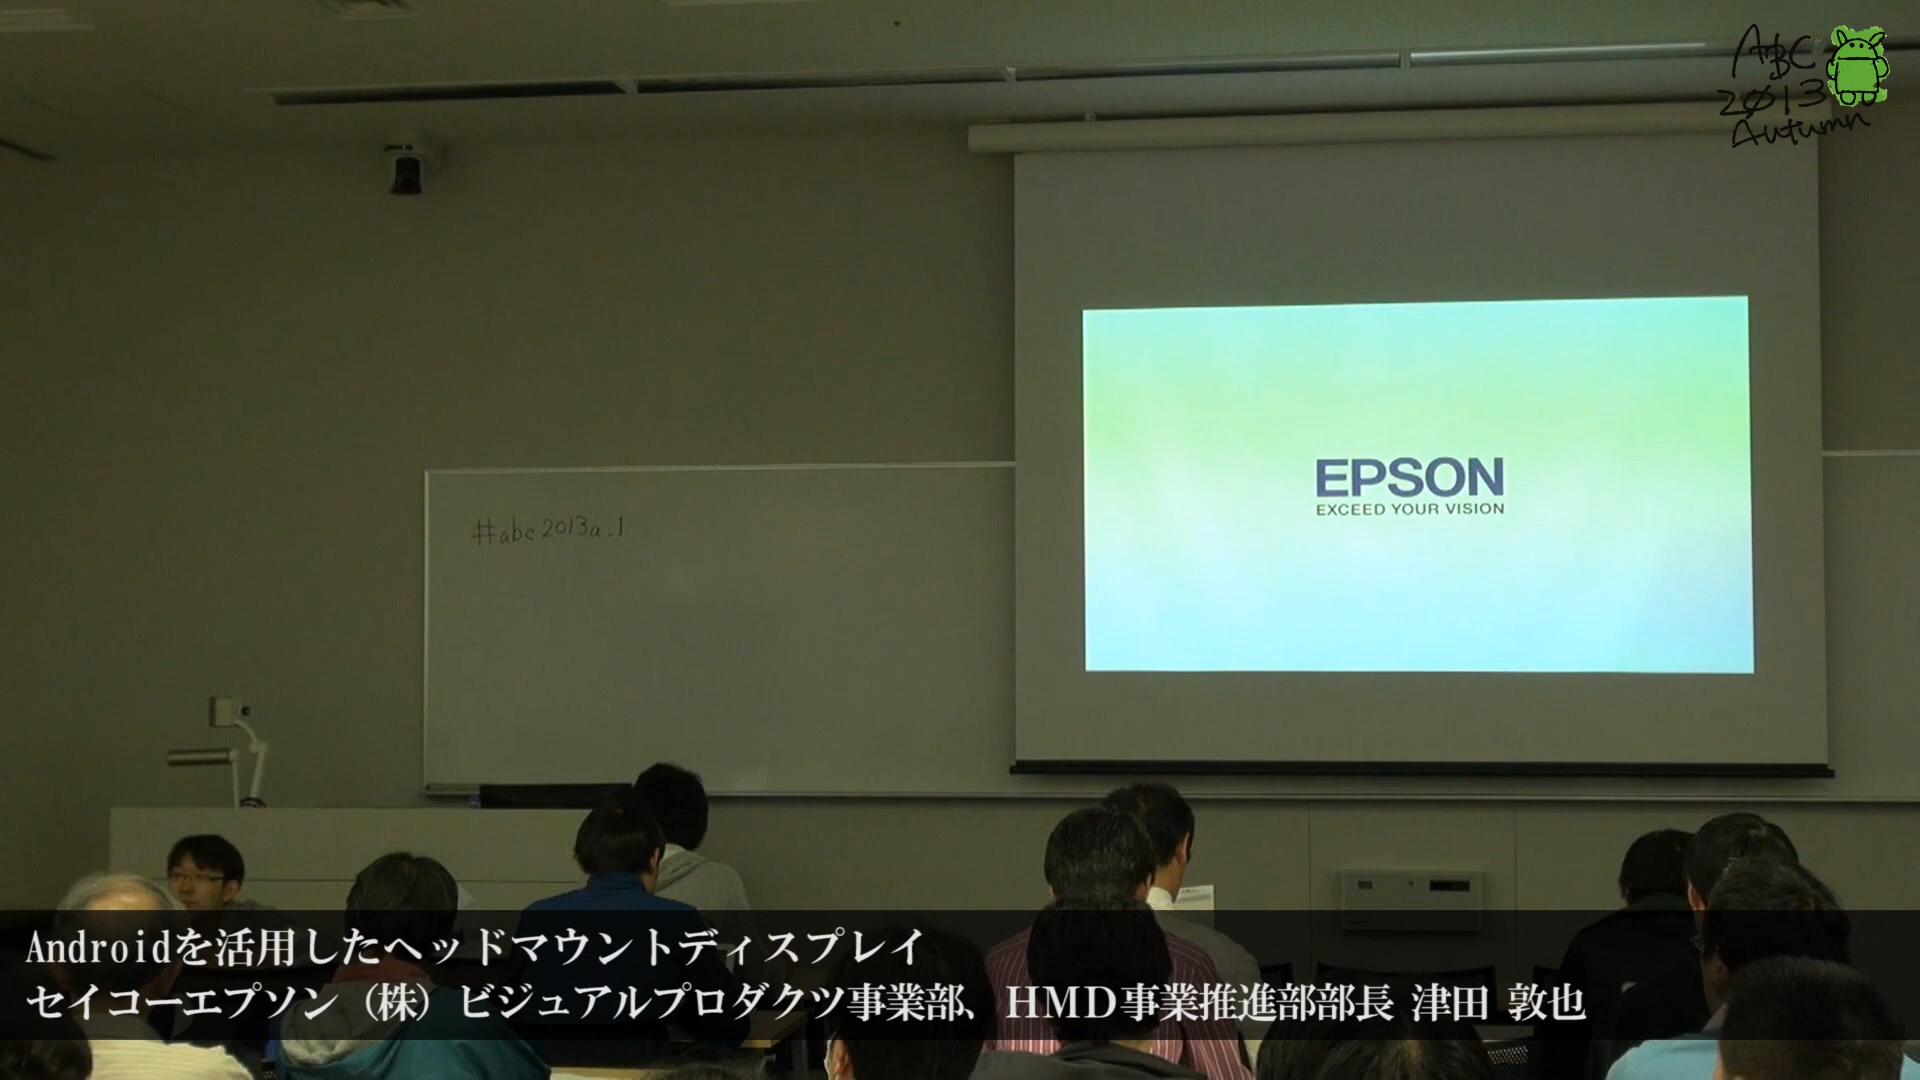 ABC
2013
Autumn
EPSON
EXCEED YOUR VISION
#abc2013a_1
Androidを活用したヘッドマウントディスプレイ
セイコーエプソン（株）ビジュアルプロダクツ事業部、HMD事業推進部部長 津田 敦也